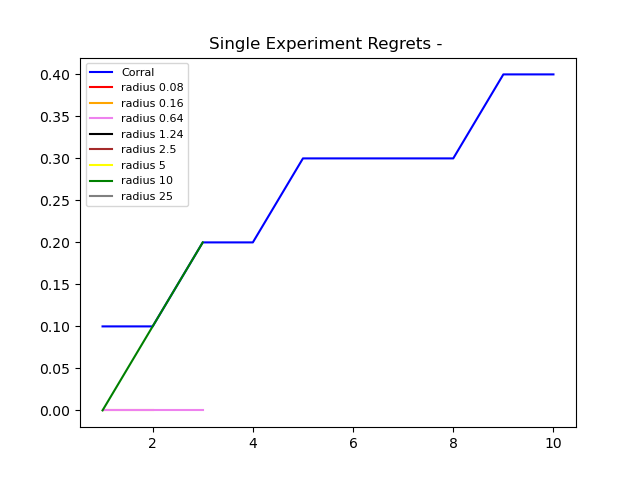 Single Experiment Regrets -
Corral
radius 0.08
radius 0.16
radius 0.64
radius 1.24
radius 2.5
radius 5
radius 10
radius 25
0.40
0.35
0.30
0.25
0.20
0.15
0.10
0.05
0.00
2
4
6
8
10